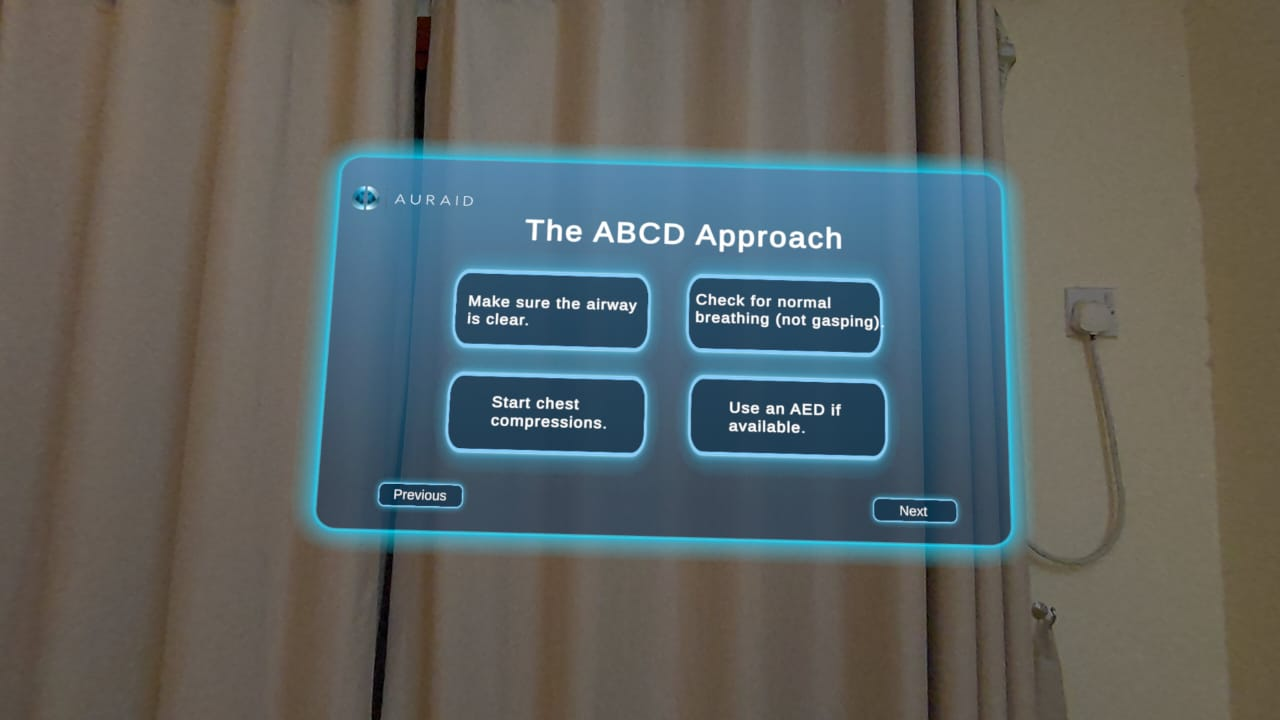 AURAID
The ABCD Approach
Make sure the airway
is clear.
Check for normal
breathing (not gasping).
Start chest
compressions.
Use an AED if
available.
Previous
Next